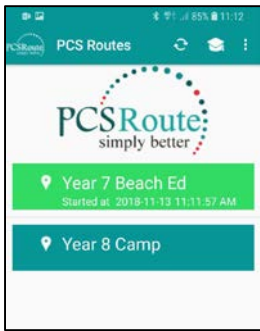 85% 11:12
PCSRoute
PCS Routes
PCSRoute
simply better
Year 7 Beach Ed
Started at 2018-11-13 11:11:57 AM
Year 8 Camp